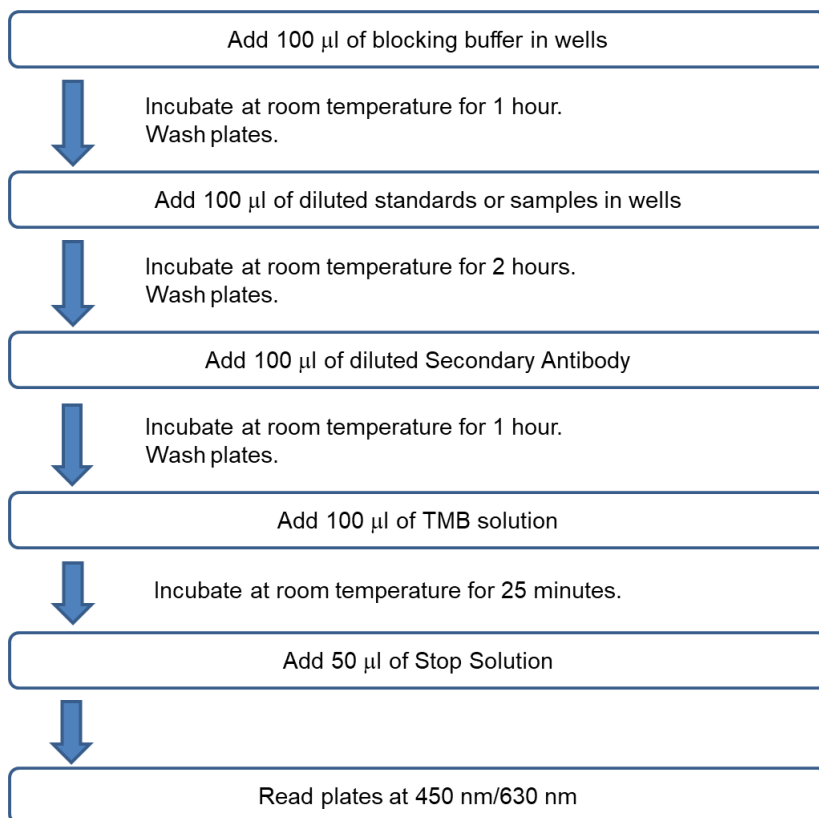 Add 100 μl of blocking buffer in wells
Incubate at room temperature for 1 hour.
Wash plates.
Add 100 μl of diluted standards or samples in wells
Incubate at room temperature for 2 hours.
Wash plates.
Add 100 μl of diluted Secondary Antibody
Incubate at room temperature for 1 hour.
Wash plates.
Add 100 μl of TMB solution
Incubate at room temperature for 25 minutes.
Add 50 μl of Stop Solution
Read plates at 450 nm/630 nm